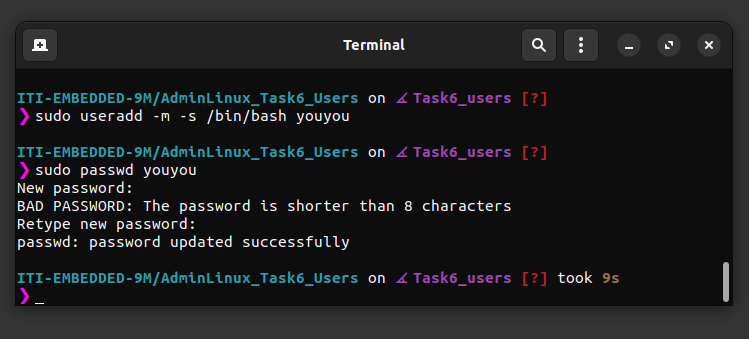 Terminal
ITI-EMBEDDED-9M/AdminLinux_Task6_Users on ∡ Task6_users [?]
❯ sudo useradd -m -s /bin/bash youyou
ITI-EMBEDDED-9M/AdminLinux_Task6_Users on ∡ Task6_users [?]
❯ sudo passwd youyou
New password:
BAD PASSWORD: The password is shorter than 8 characters
Retype new password:
passwd: password updated successfully
ITI-EMBEDDED-9M/AdminLinux_Task6_Users on ∡ Task6_users [?] took 9s
❯ _